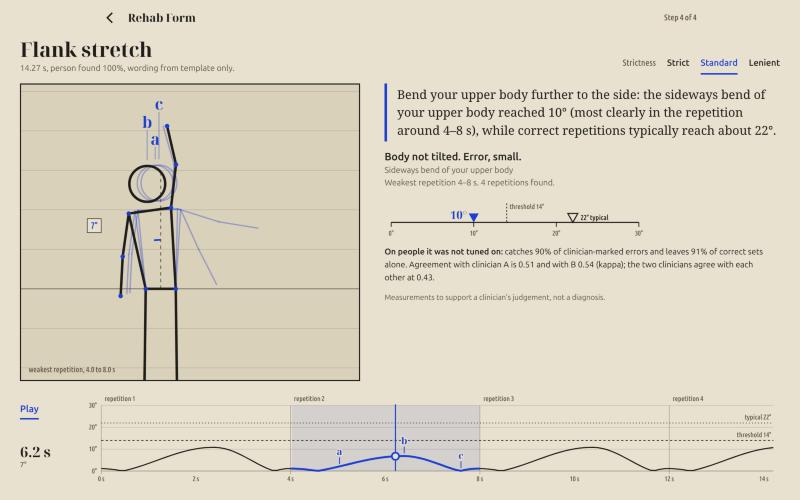 Rehab Form
Step 4 of 4
Flank stretch
14.27 s, person found 100%, wording from template only.
Strictness Strict Standard Lenient
c
b
a
7°
weakest repetition, 4.0 to 8.0 s
Bend your upper body further to the side: the sideways bend of
your upper body reached 10° (most clearly in the repetition
around 4–8 s), while correct repetitions typically reach about 22°.
Body not tilted. Error, small.
Sideways bend of your upper body
Weakest repetition 4–8 s. 4 repetitions found.
threshold 14°
10° 22° typical
0° 10° 20° 30°
On people it was not tuned on: catches 90% of clinician-marked errors and leaves 91% of correct sets
alone. Agreement with clinician A is 0.51 and with B 0.54 (kappa); the two clinicians agree with each
other at 0.43.
Measurements to support a clinician's judgement, not a diagnosis.
Play
6.2 s
7°
repetition 1 repetition 2 repetition 3 repetition 4
30°
typical 22°
20°
threshold 14°
10°
a b c
0°
0 s 2 s 4 s 6 s 8 s 10 s 12 s 14 s